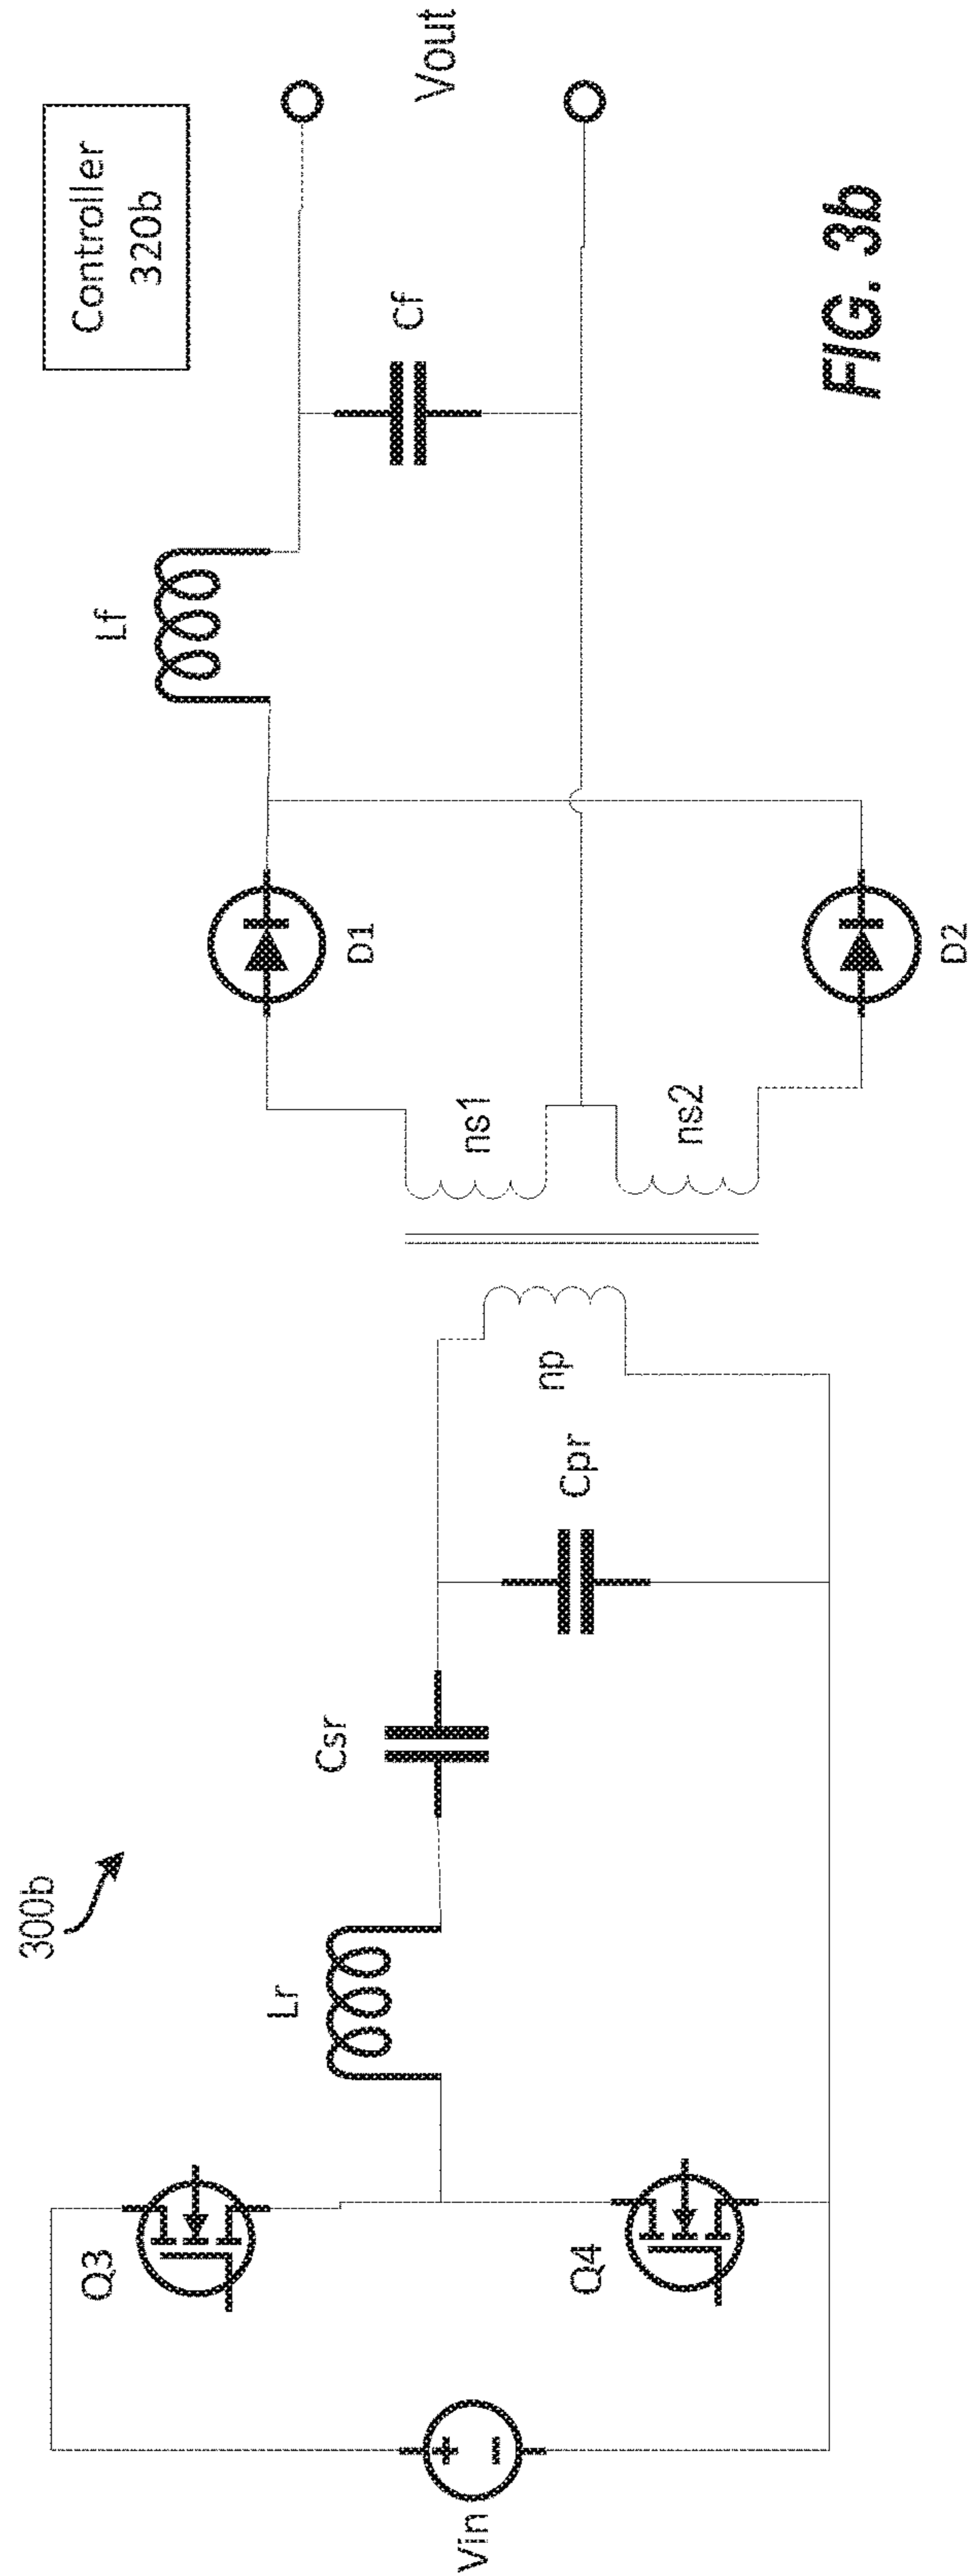 300b
Controller
320b
Q3
Lr
Csr
Lf
Vin
Q4
Cpr
np
ns1
ns2
D1
D2
Cf
Vout
+
−
FIG. 3b